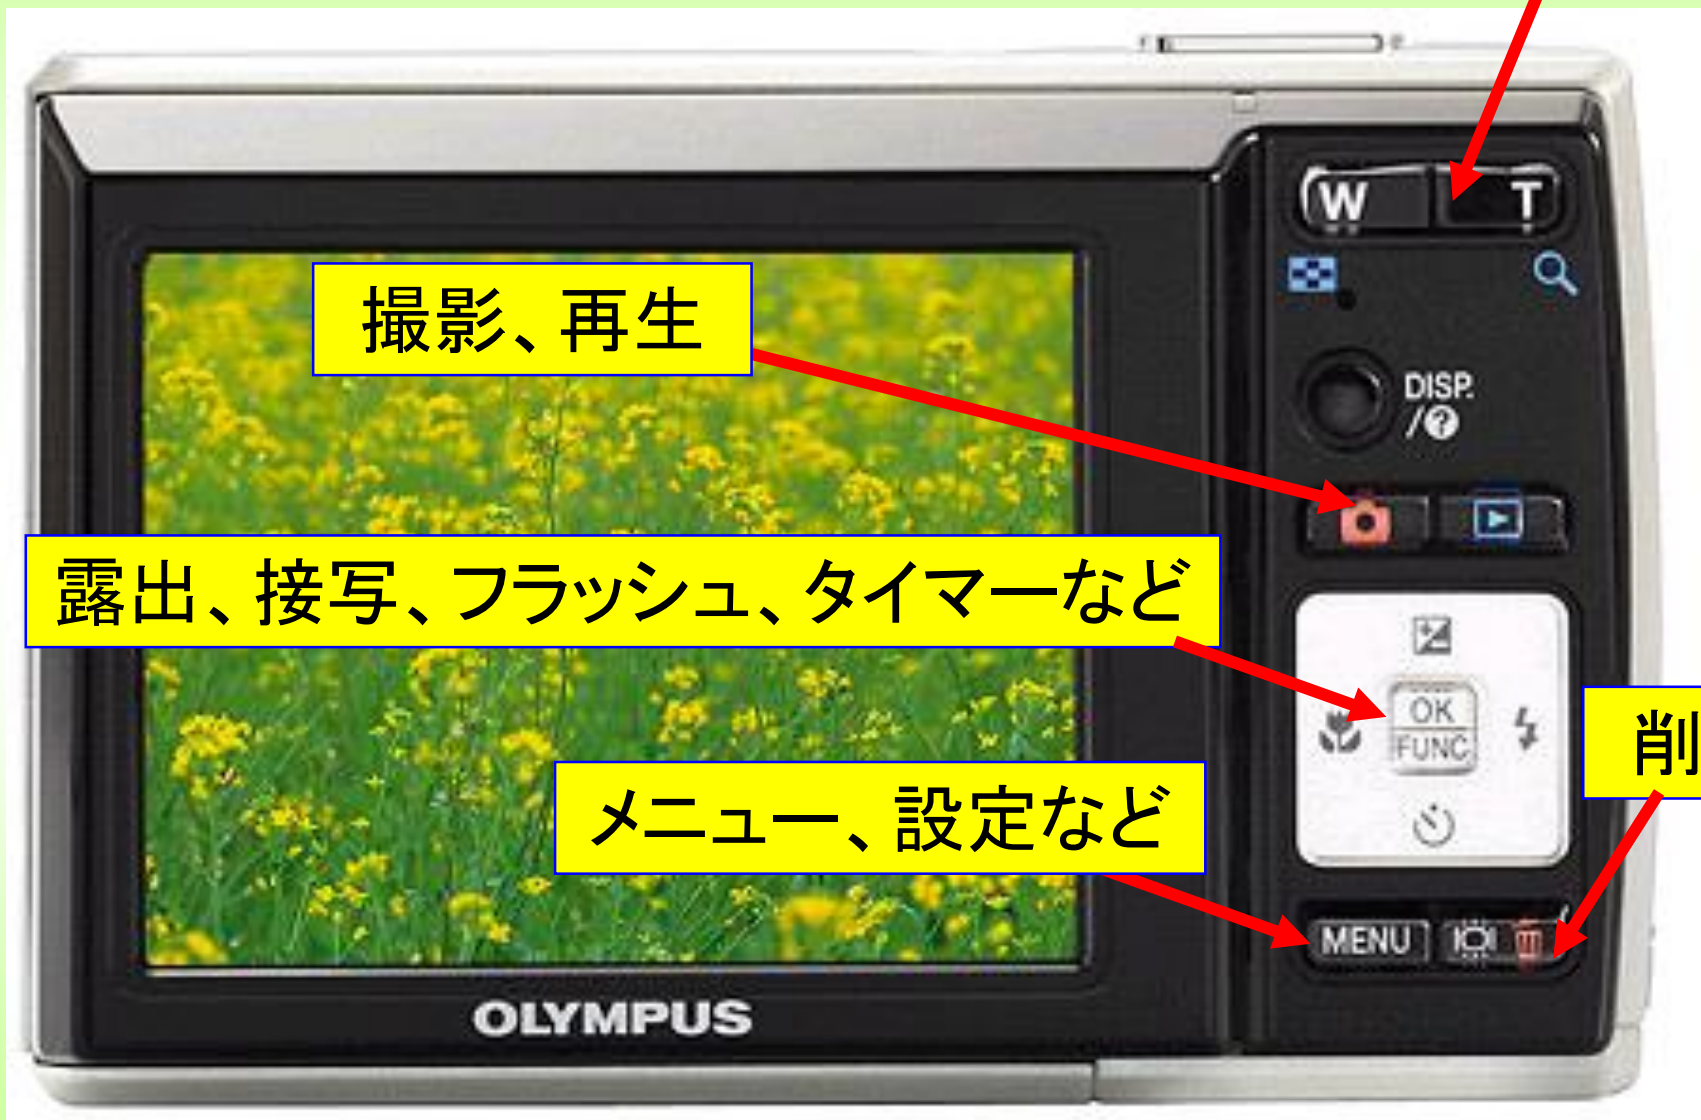 W T
撮影、再生
DISP.
/?
露出、接写、フラッシュ、タイマーなど
OK
FUNC
削
メニュー、設定など
MENU
OLYMPUS